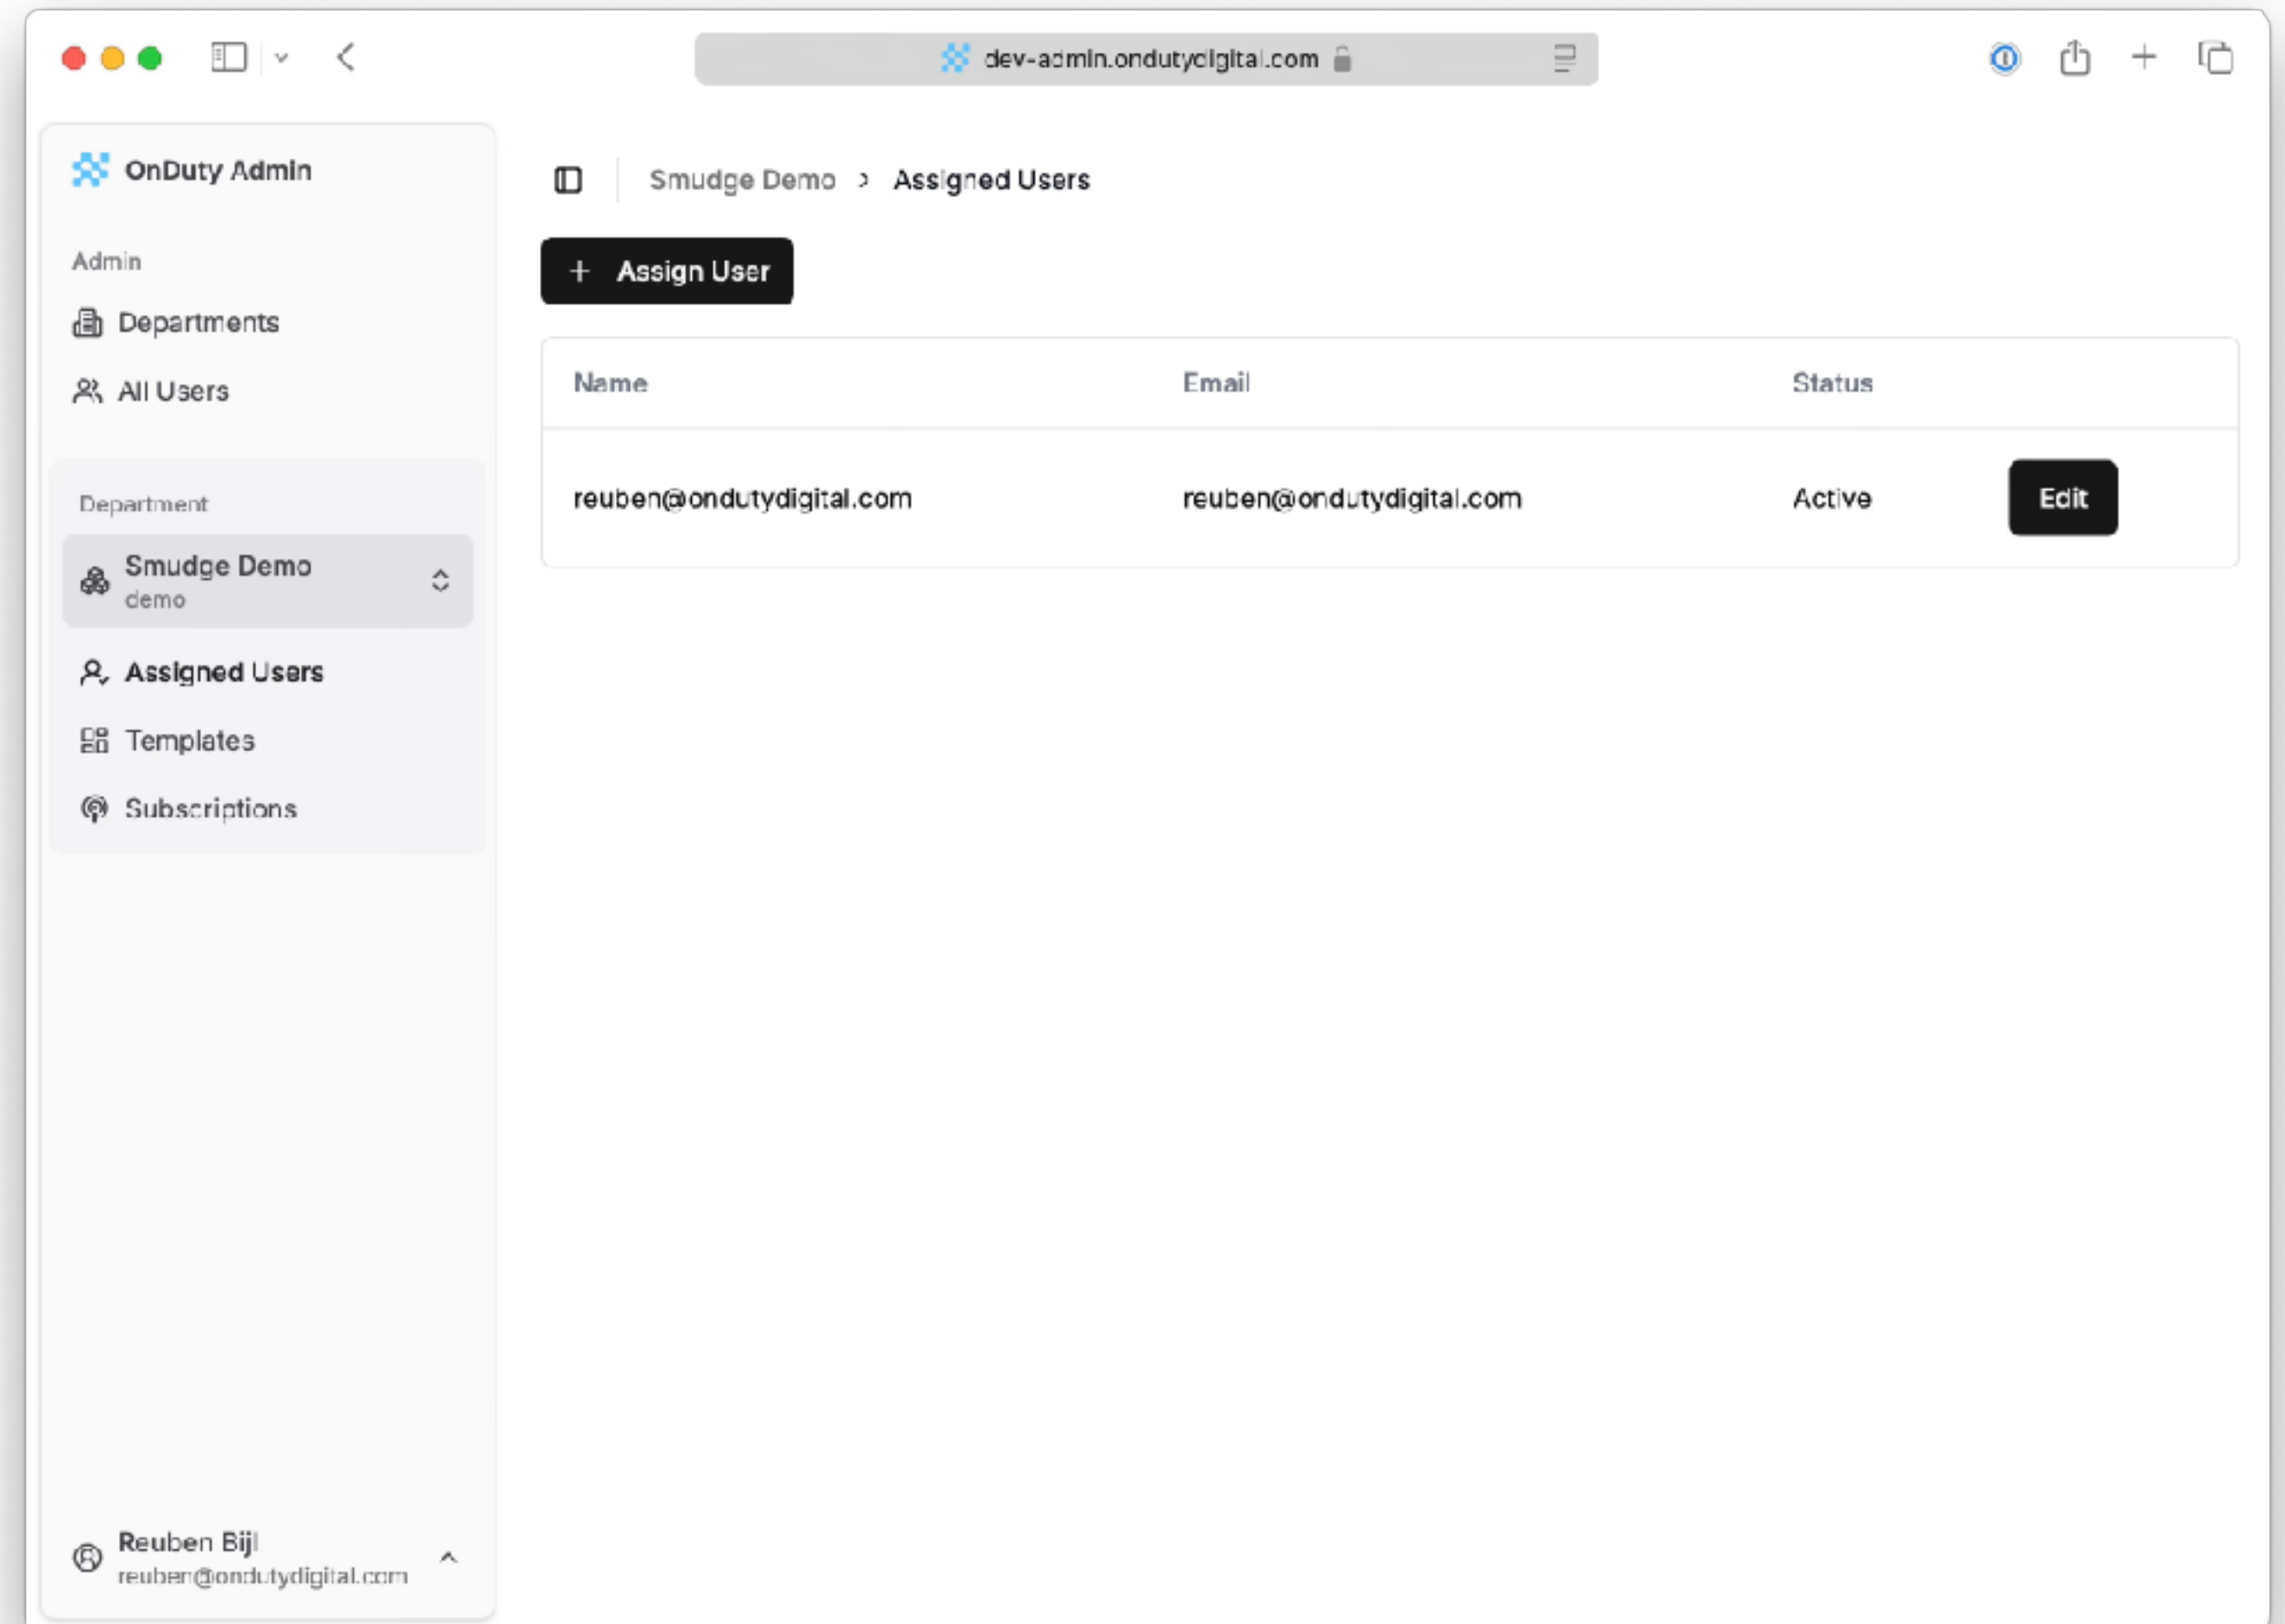 dev-admin.ondutydigital.com
OnDuty Admin
Admin
Departments
All Users
Department
Smudge Demo
demo
Assigned Users
Templates
Subscriptions
Reuben Bijl
reuben@ondutydigital.com
Smudge Demo > Assigned Users
+ Assign User
Name Email Status
reuben@ondutydigital.com reuben@ondutydigital.com Active Edit